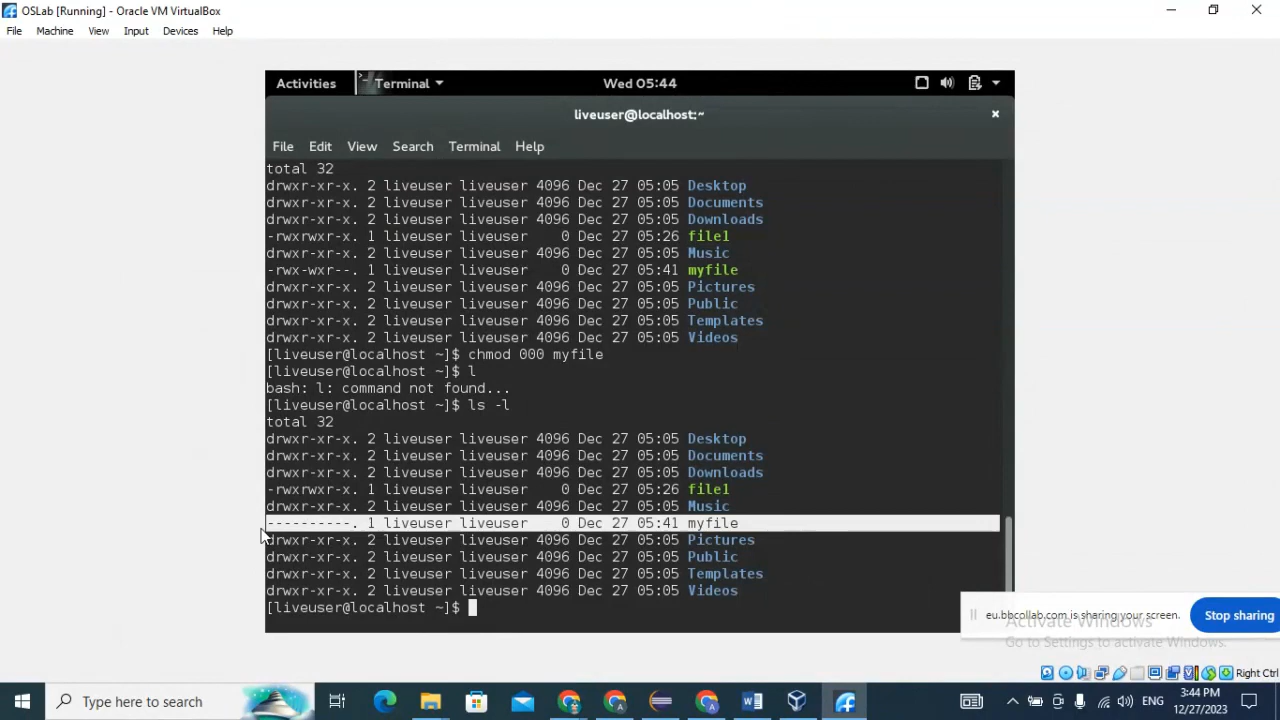 OSLab [Running] - Oracle VM VirtualBox
File Machine View Input Devices Help
Activities Terminal Wed 05:44
liveuser@localhost:~
File Edit View Search Terminal Help
total 32
drwxr-xr-x. 2 liveuser liveuser 4096 Dec 27 05:05 Desktop
drwxr-xr-x. 2 liveuser liveuser 4096 Dec 27 05:05 Documents
drwxr-xr-x. 2 liveuser liveuser 4096 Dec 27 05:05 Downloads
-rwxrwxr-x. 1 liveuser liveuser    0 Dec 27 05:26 file1
drwxr-xr-x. 2 liveuser liveuser 4096 Dec 27 05:05 Music
-rwx-wxr--. 1 liveuser liveuser    0 Dec 27 05:41 myfile
drwxr-xr-x. 2 liveuser liveuser 4096 Dec 27 05:05 Pictures
drwxr-xr-x. 2 liveuser liveuser 4096 Dec 27 05:05 Public
drwxr-xr-x. 2 liveuser liveuser 4096 Dec 27 05:05 Templates
drwxr-xr-x. 2 liveuser liveuser 4096 Dec 27 05:05 Videos
[liveuser@localhost ~]$ chmod 000 myfile
[liveuser@localhost ~]$ l
bash: l: command not found...
[liveuser@localhost ~]$ ls -l
total 32
drwxr-xr-x. 2 liveuser liveuser 4096 Dec 27 05:05 Desktop
drwxr-xr-x. 2 liveuser liveuser 4096 Dec 27 05:05 Documents
drwxr-xr-x. 2 liveuser liveuser 4096 Dec 27 05:05 Downloads
-rwxrwxr-x. 1 liveuser liveuser    0 Dec 27 05:26 file1
drwxr-xr-x. 2 liveuser liveuser 4096 Dec 27 05:05 Music
----------. 1 liveuser liveuser    0 Dec 27 05:41 myfile
drwxr-xr-x. 2 liveuser liveuser 4096 Dec 27 05:05 Pictures
drwxr-xr-x. 2 liveuser liveuser 4096 Dec 27 05:05 Public
drwxr-xr-x. 2 liveuser liveuser 4096 Dec 27 05:05 Templates
drwxr-xr-x. 2 liveuser liveuser 4096 Dec 27 05:05 Videos
[liveuser@localhost ~]$
eu.bbcollab.com is sharing your screen. Stop sharing
Activate Windows
Go to Settings to activate Windows.
Right Ctrl
Type here to search
ENG
3:44 PM
12/27/2023